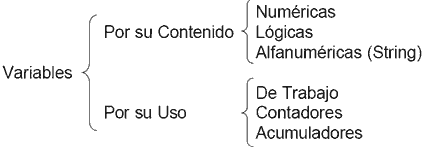 Variables
Por su Contenido
Numéricas
Lógicas
Alfanuméricas (String)
Por su Uso
De Trabajo
Contadores
Acumuladores